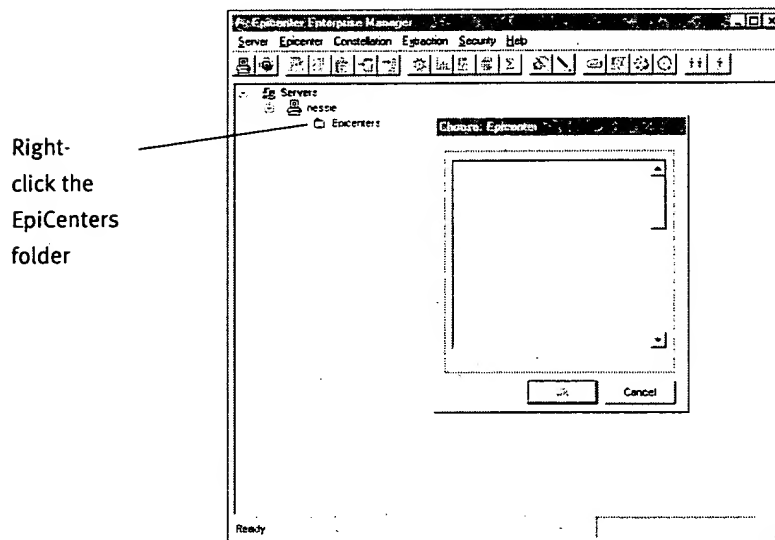 Epicenter Enterprise Manager
Server Epicenter Constellation Extraction Security Help
Servers
nessie
Epicenters
Choose: Epicenter
Ok Cancel
Ready
Right-
click the
EpiCenters
folder